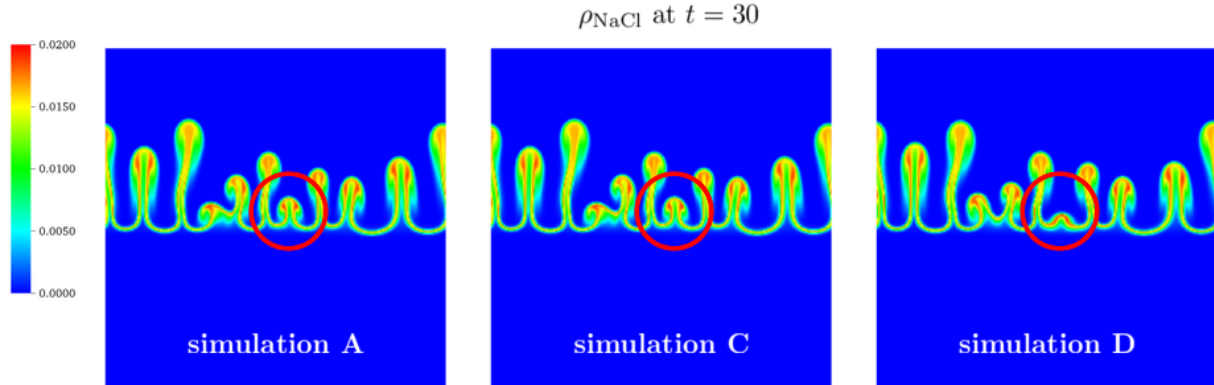 ρNaCl at t = 30
0.0200
0.0150
0.0100
0.0050
0.0000
simulation A
simulation C
simulation D